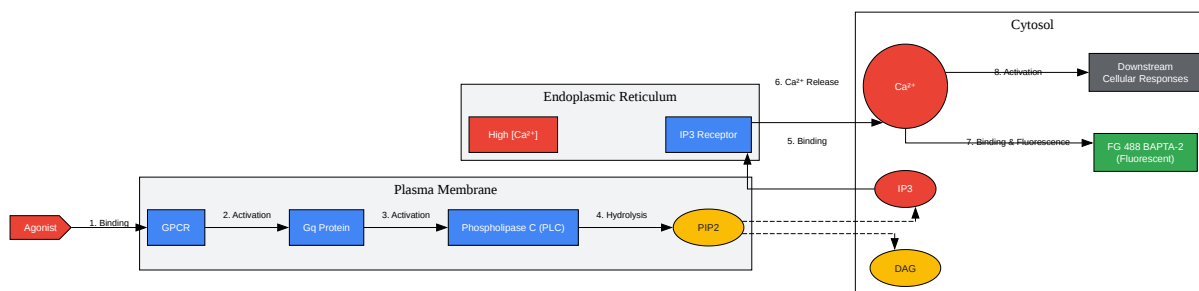 Cytosol
Ca²⁺
8. Activation
Downstream
Cellular Responses
6. Ca²⁺ Release
Endoplasmic Reticulum
High [Ca²⁺]
IP3 Receptor
5. Binding
7. Binding & Fluorescence
FG 488 BAPTA-2
(Fluorescent)
Plasma Membrane
IP3
Agonist
1. Binding
GPCR
2. Activation
Gq Protein
3. Activation
Phospholipase C (PLC)
4. Hydrolysis
PIP2
DAG